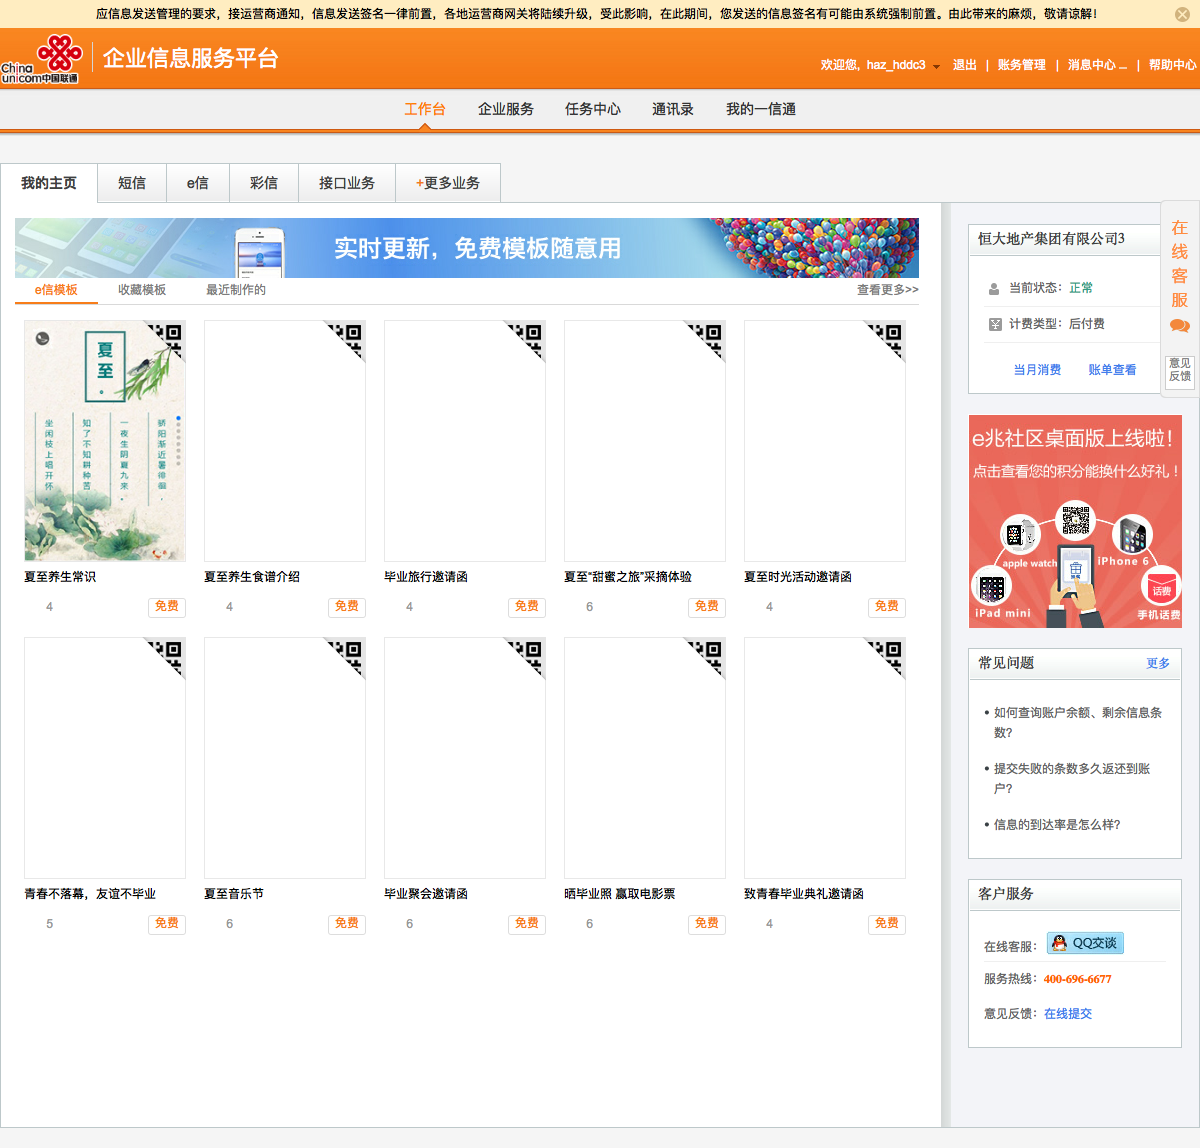 应信息发送管理的要求，接运营商通知，信息发送签名一律前置，各地运营商网关将陆续升级，受此影响，在此期间，您发送的信息签名有可能由系统强制前置。由此带来的麻烦，敬请谅解！
China
unicom中国联通
企业信息服务平台
欢迎您，haz_hddc3 退出 | 账务管理 | 消息中心 ... | 帮助中心
工作台 企业服务 任务中心 通讯录 我的一信通
我的主页 短信 e信 彩信 接口业务 +更多业务
实时更新，免费模板随意用
e信模板 收藏模板 最近制作的 查看更多>>
夏至
骄阳渐近暑徘徊，
一夜生阴夏九来。
知了不知耕种苦，
坐闲枝上唱开怀。
夏至养生常识 夏至养生食谱介绍 毕业旅行邀请函 夏至“甜蜜之旅”采摘体验 夏至时光活动邀请函
4 免费 4 免费 4 免费 6 免费 4 免费
青春不落幕，友谊不毕业 夏至音乐节 毕业聚会邀请函 晒毕业照 赢取电影票 致青春毕业典礼邀请函
5 免费 6 免费 6 免费 6 免费 4 免费
恒大地产集团有限公司3
当前状态：正常
计费类型：后付费
当月消费 账单查看
在线客服
意见
反馈
e兆社区桌面版上线啦！
点击查看您的积分能换什么好礼！
apple watch
iPhone 6
iPad mini
话费
手机话费
常见问题 更多
• 如何查询账户余额、剩余信息条
数?
• 提交失败的条数多久返还到账
户?
• 信息的到达率是怎么样?
客户服务
在线客服： QQ交谈
服务热线：400-696-6677
意见反馈：在线提交